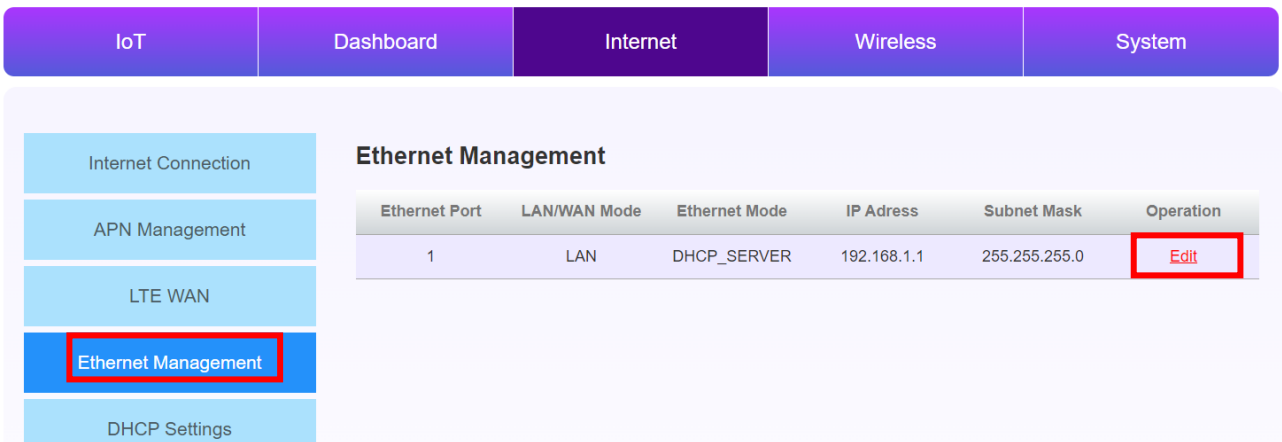 IoT Dashboard Internet Wireless System
Internet Connection
APN Management
LTE WAN
Ethernet Management
DHCP Settings
Ethernet Management
Ethernet Port LAN/WAN Mode Ethernet Mode IP Adress Subnet Mask Operation
1 LAN DHCP_SERVER 192.168.1.1 255.255.255.0 Edit